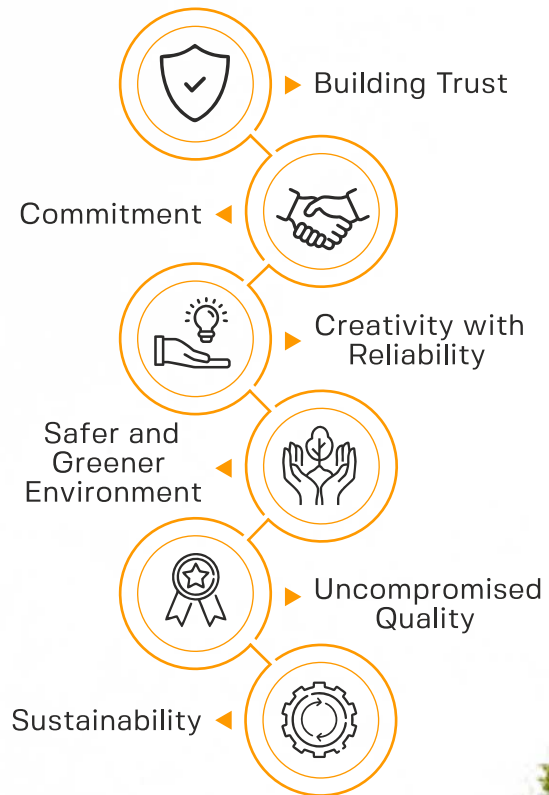 Building Trust
Commitment
Creativity with
Reliability
Safer and
Greener
Environment
Uncompromised
Quality
Sustainability